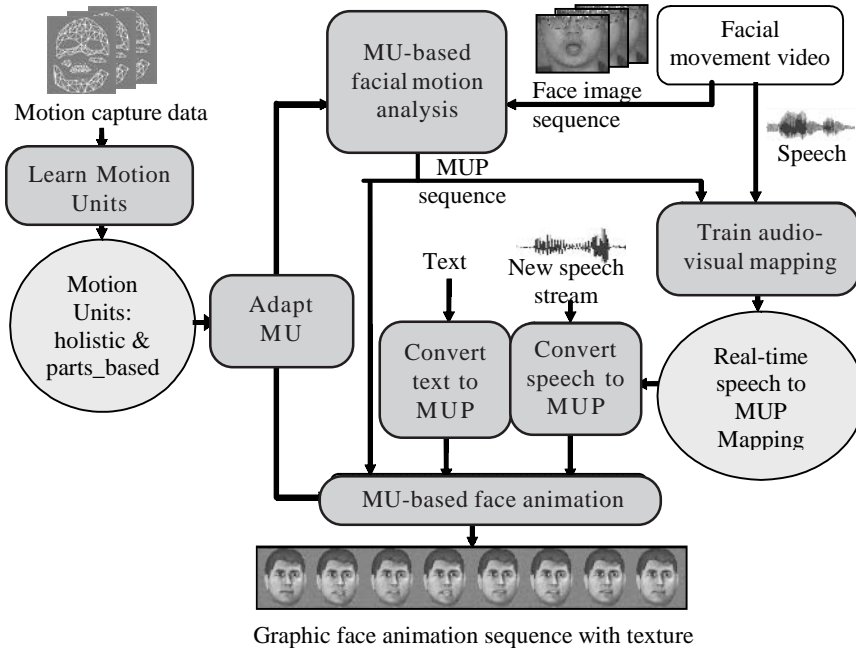 Motion capture data
Learn Motion
Units
Motion
Units:
holistic &
parts_based
Adapt
MU
MU-based
facial motion
analysis
Face image
sequence
Facial
movement video
Speech
MUP
sequence
Train audio-
visual mapping
Text
New speech
stream
Convert
text to
MUP
Convert
speech to
MUP
Real-time
speech to
MUP
Mapping
MU-based face animation
Graphic face animation sequence with texture